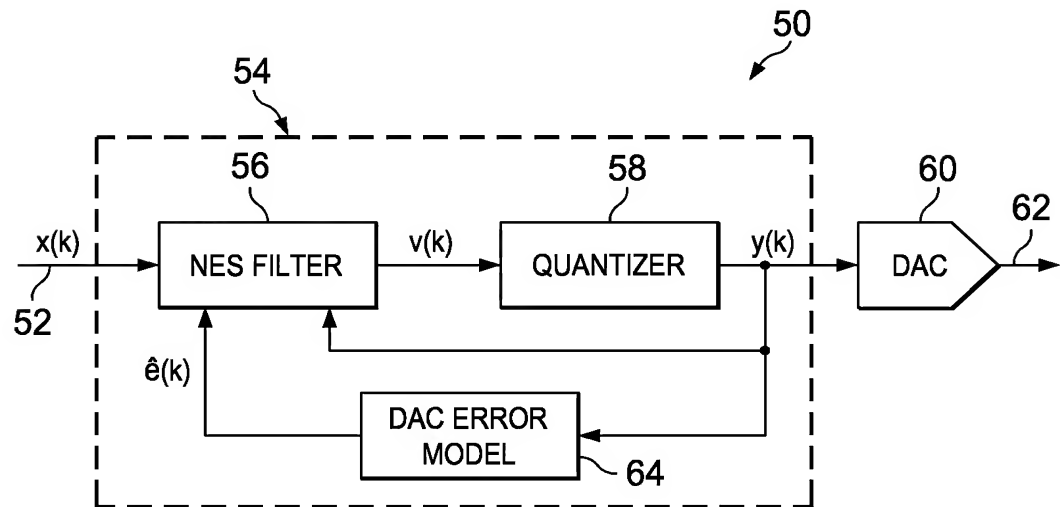 50
54
56
58
60
62
x(k)
NES FILTER
v(k)
QUANTIZER
y(k)
DAC
52
ê(k)
DAC ERROR
MODEL
64